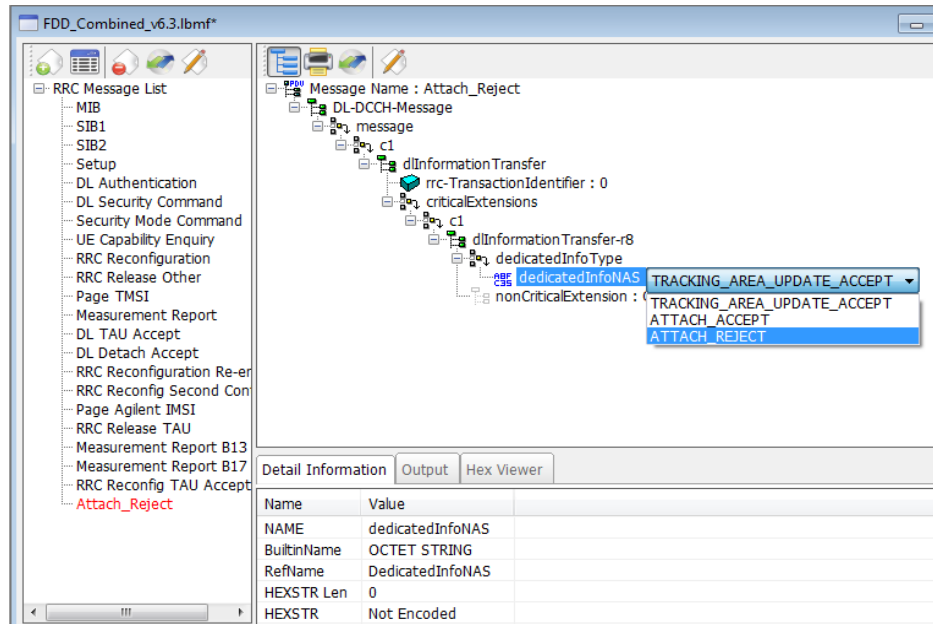 FDD_Combined_v6.3.lbmf*
RRC Message List
MIB
SIB1
SIB2
Setup
DL Authentication
DL Security Command
Security Mode Command
UE Capability Enquiry
RRC Reconfiguration
RRC Release Other
Page TMSI
Measurement Report
DL TAU Accept
DL Detach Accept
RRC Reconfiguration Re-er
RRC Reconfig Second Con
Page Agilent IMSI
RRC Release TAU
Measurement Report B13
Measurement Report B17
RRC Reconfig TAU Accept
Attach_Reject
Message Name : Attach_Reject
DL-DCCH-Message
message
c1
dlInformationTransfer
rrc-TransactionIdentifier : 0
criticalExtensions
c1
dlInformationTransfer-r8
dedicatedInfoType
dedicatedInfoNAS TRACKING_AREA_UPDATE_ACCEPT
nonCriticalExtension :
TRACKING_AREA_UPDATE_ACCEPT
ATTACH_ACCEPT
ATTACH_REJECT
Detail Information Output Hex Viewer
Name Value
NAME dedicatedInfoNAS
BuiltinName OCTET STRING
RefName DedicatedInfoNAS
HEXSTR Len 0
HEXSTR Not Encoded